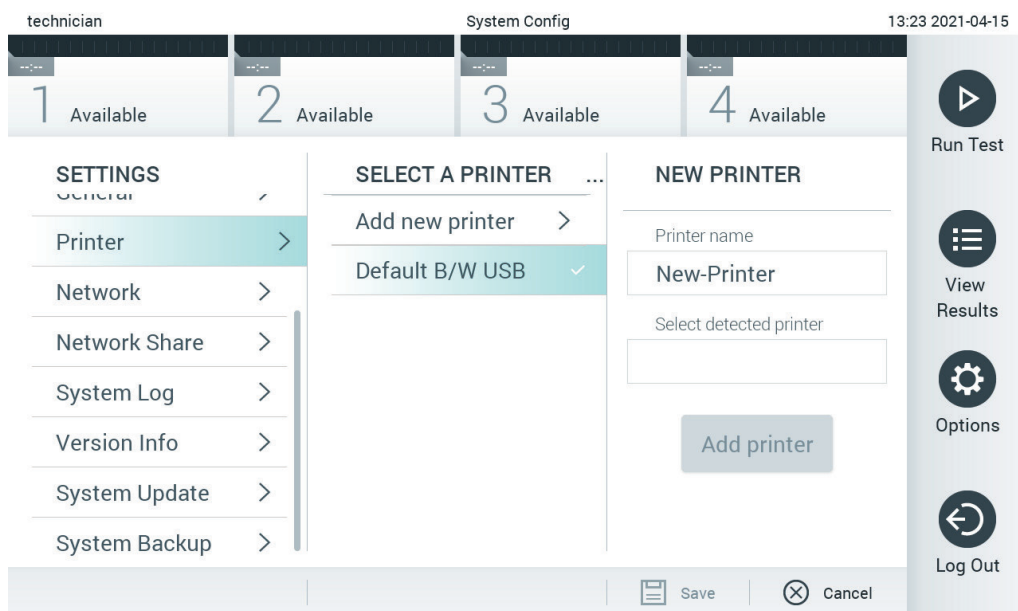 technician System Config 13:23 2021-04-15
--:-- --:-- --:-- --:--
1 Available 2 Available 3 Available 4 Available
Run Test
SETTINGS
General
Printer
Network
Network Share
System Log
Version Info
System Update
System Backup
SELECT A PRINTER ...
Add new printer
Default B/W USB
NEW PRINTER
Printer name
New-Printer
Select detected printer
Add printer
View
Results
Options
Log Out
Save Cancel